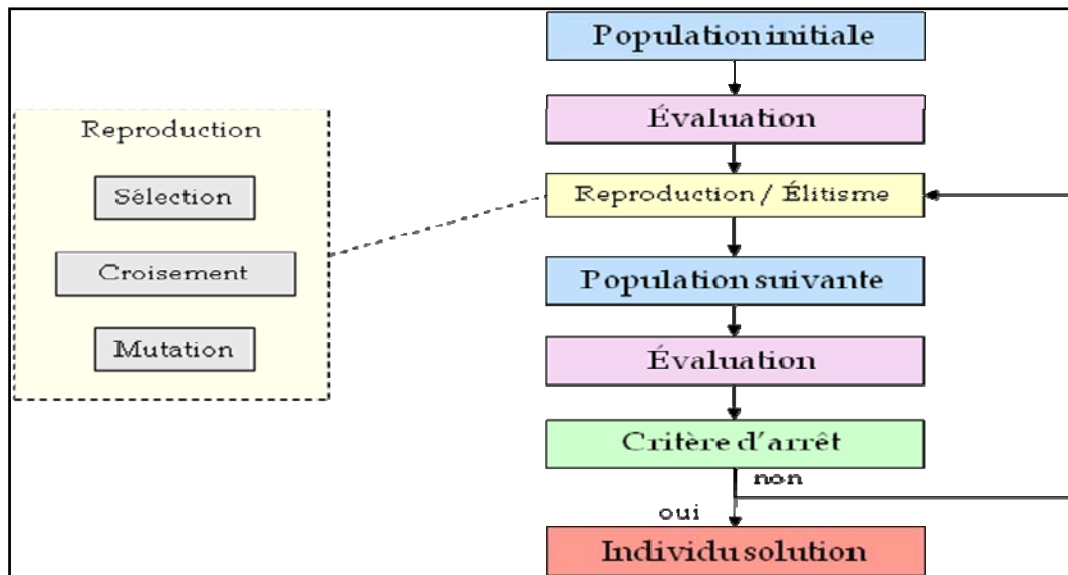 Population initiale
Évaluation
Reproduction / Élitisme
Population suivante
Évaluation
Critère d'arrêt
non
oui
Individu solution
Reproduction
Sélection
Croisement
Mutation